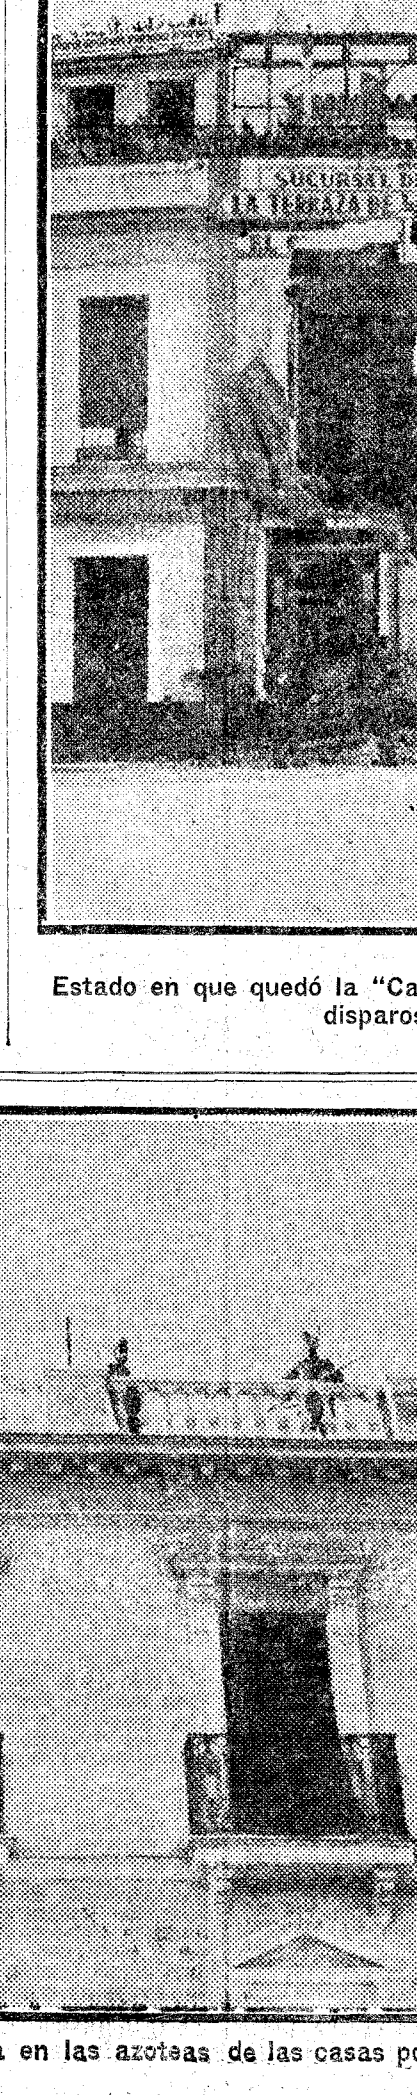 SUCURSAL D
LA TERRAZA DE
Estado en que quedó la "Ca
disparos
a en las azoteas de las casas po